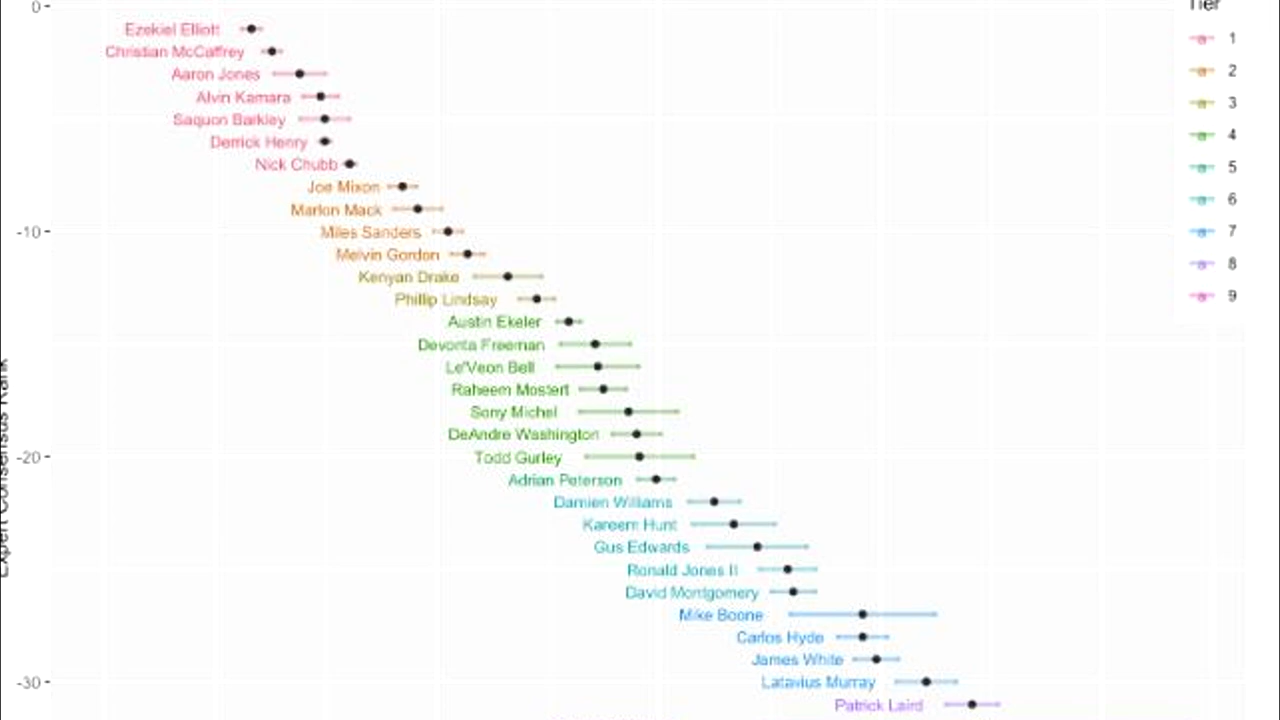 Tier
0
Ezekiel Elliott
1
Christian McCaffrey
Aaron Jones
2
Alvin Kamara
3
Saquon Barkley
4
Derrick Henry
Nick Chubb
5
Joe Mixon
6
Marlon Mack
-10
Miles Sanders
7
Melvin Gordon
8
Kenyan Drake
Phillip Lindsay
9
Austin Ekeler
Devonta Freeman
Le'Veon Bell
Raheem Mostert
Sony Michel
DeAndre Washington
-20
Todd Gurley
Adrian Peterson
Damien Williams
Kareem Hunt
Gus Edwards
Ronald Jones II
David Montgomery
Mike Boone
Carlos Hyde
James White
-30
Latavius Murray
Patrick Laird
Expert Consensus Rank